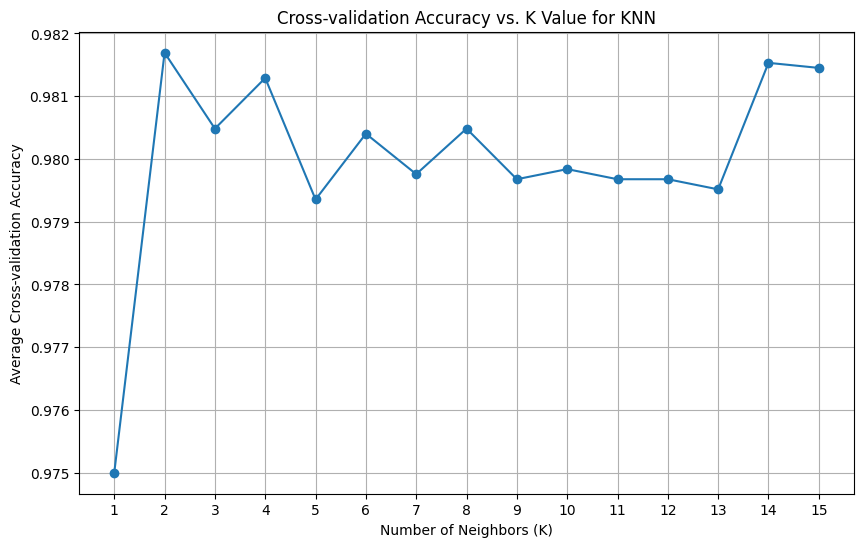 Cross-validation Accuracy vs. K Value for KNN
Average Cross-validation Accuracy
0.982
0.981
0.980
0.979
0.978
0.977
0.976
0.975
1 2 3 4 5 6 7 8 9 10 11 12 13 14 15
Number of Neighbors (K)